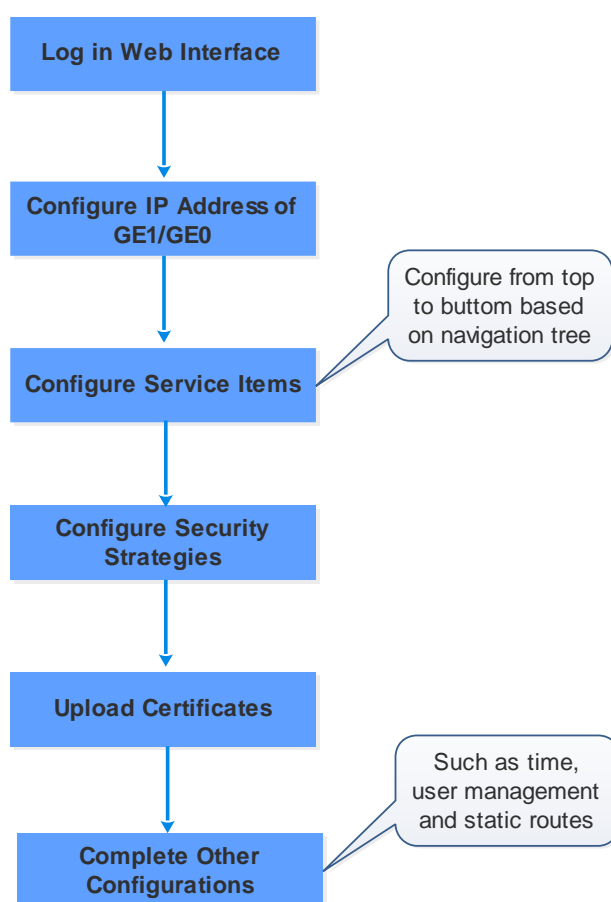 Log in Web Interface
Configure IP Address of
GE1/GE0
Configure from top
to buttom based
on navigation tree
Configure Service Items
Configure Security
Strategies
Upload Certificates
Such as time,
user management
and static routes
Complete Other
Configurations